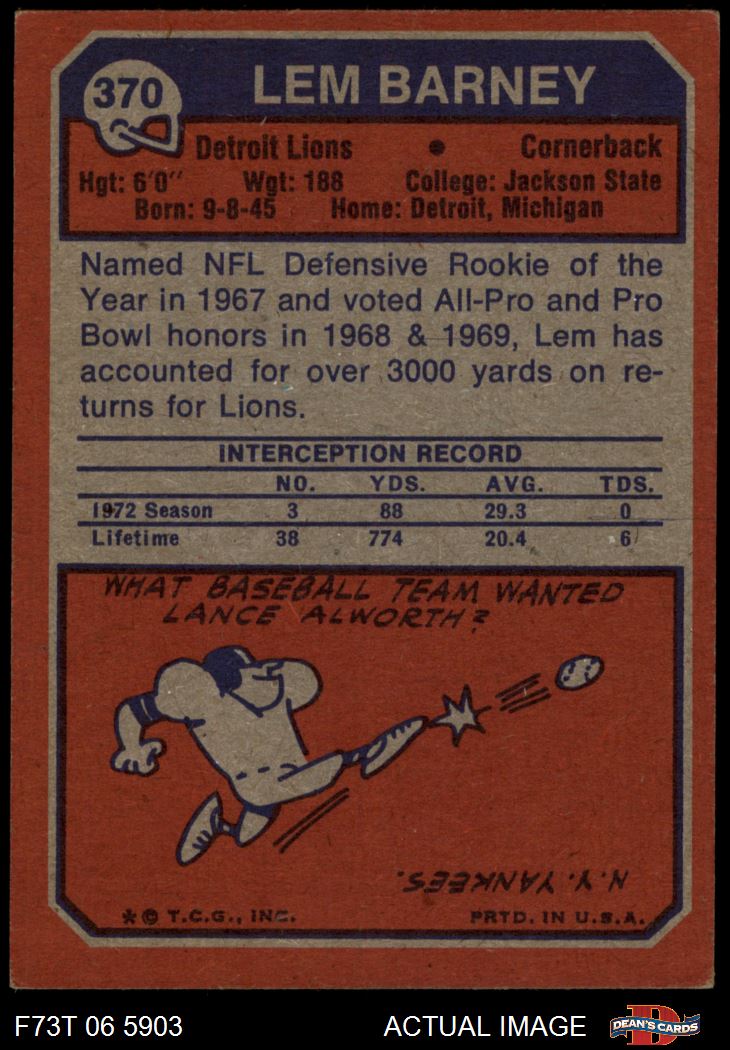 370
LEM BARNEY
Detroit Lions • Cornerback
Hgt: 6'0" Wgt: 188 College: Jackson State
Born: 9-8-45 Home: Detroit, Michigan
Named NFL Defensive Rookie of the
Year in 1967 and voted All-Pro and Pro
Bowl honors in 1968 & 1969, Lem has
accounted for over 3000 yards on re-
turns for Lions.
INTERCEPTION RECORD
NO. YDS. AVG. TDS.
1972 Season 3 88 29.3 0
Lifetime 38 774 20.4 6
WHAT BASEBALL TEAM WANTED
LANCE ALWORTH?
N.Y. YANKEES.
* © T.C.G., INC. PRTD. IN U.S.A.
F73T 06 5903 ACTUAL IMAGE D DEAN'S CARDS